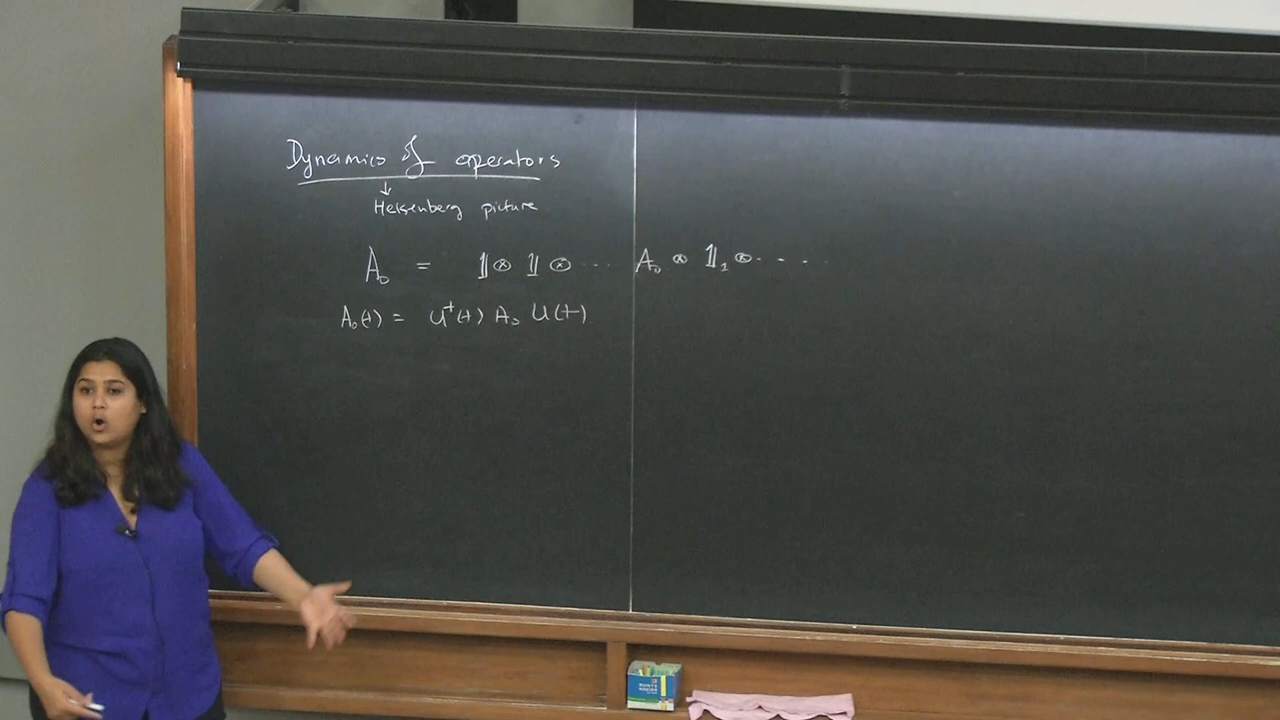 Dynamics of operators
↓
Heisenberg picture
A₀ = 𝟙 ⊗ 𝟙 ⊗ ··· A₀ ⊗ 𝟙₁ ⊗ · · · ·
A₀(t) = U†(t) A₀ U(t)